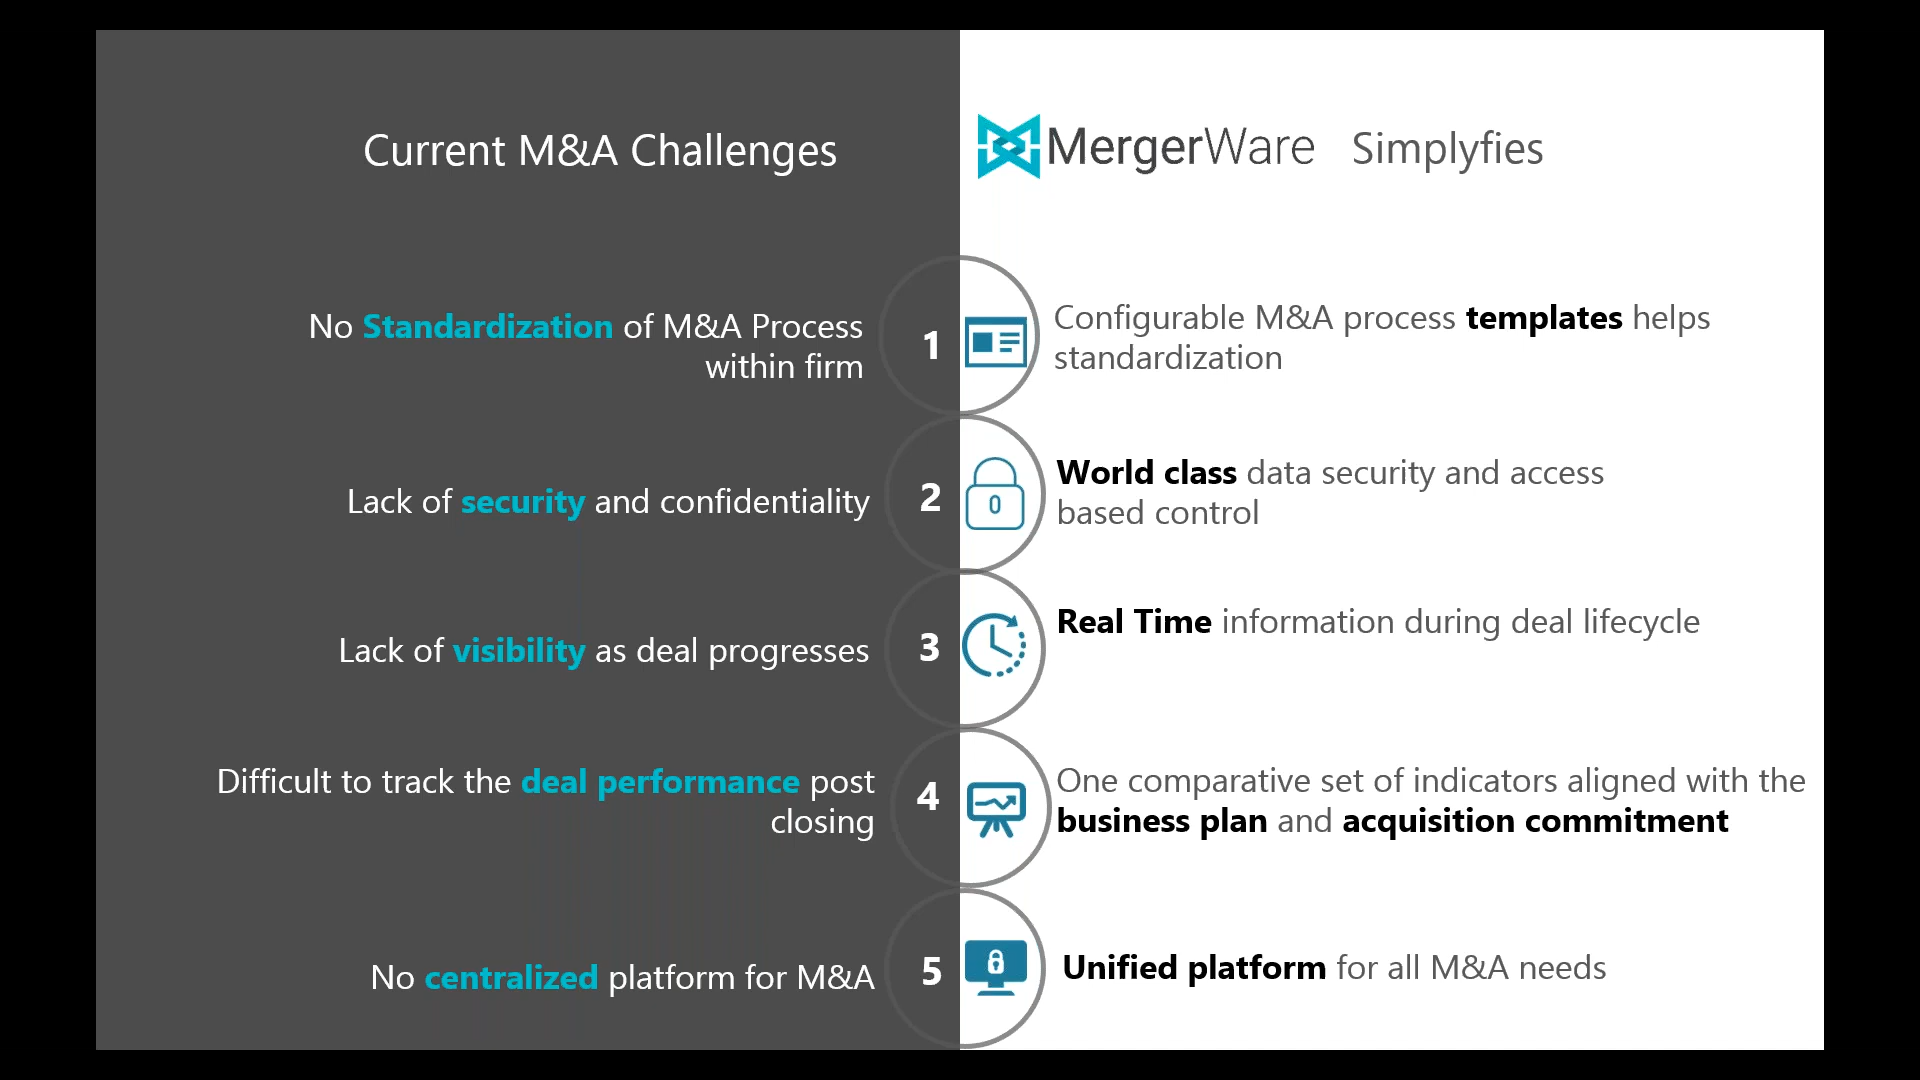 Current M&A Challenges
MergerWare Simplyfies
No Standardization of M&A Process
within firm
1
Configurable M&A process templates helps
standardization
Lack of security and confidentiality
2
World class data security and access
based control
Lack of visibility as deal progresses
3
Real Time information during deal lifecycle
Difficult to track the deal performance post
closing
4
One comparative set of indicators aligned with the
business plan and acquisition commitment
No centralized platform for M&A
5
Unified platform for all M&A needs